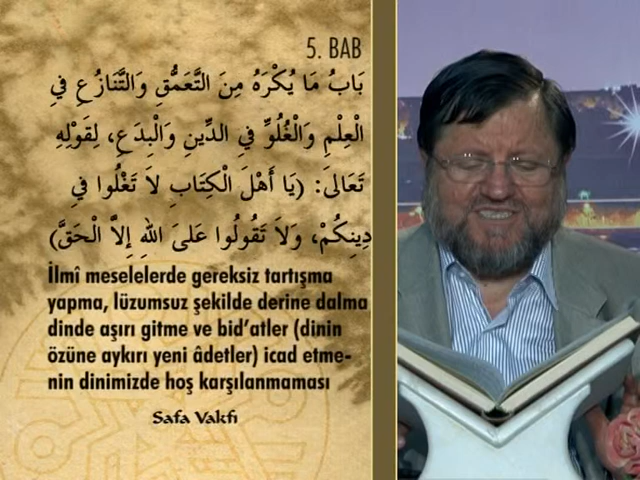 5. BAB
بَابُ مَا يُكْرَهُ مِنَ التَّعَمُّقِ وَالتَّنَازُعِ فِي
الْعِلْمِ وَالْغُلُوِّ فِي الدِّينِ وَالْبِدَعِ، لِقَوْلِهِ
تَعَالىَ: (يَا أَهْلَ الْكِتَابِ لاَ تَغْلُوا فِي
دِينِكُمْ، وَلاَ تَقُولُوا عَلىَ اللهِ إِلاَّ الْحَقَّ)
İlmî meselelerde gereksiz tartışma
yapma, lüzumsuz şekilde derine dalma
dinde aşırı gitme ve bid'atler (dinin
özüne aykırı yeni âdetler) icad etme-
nin dinimizde hoş karşılanmaması
Safa Vakfı